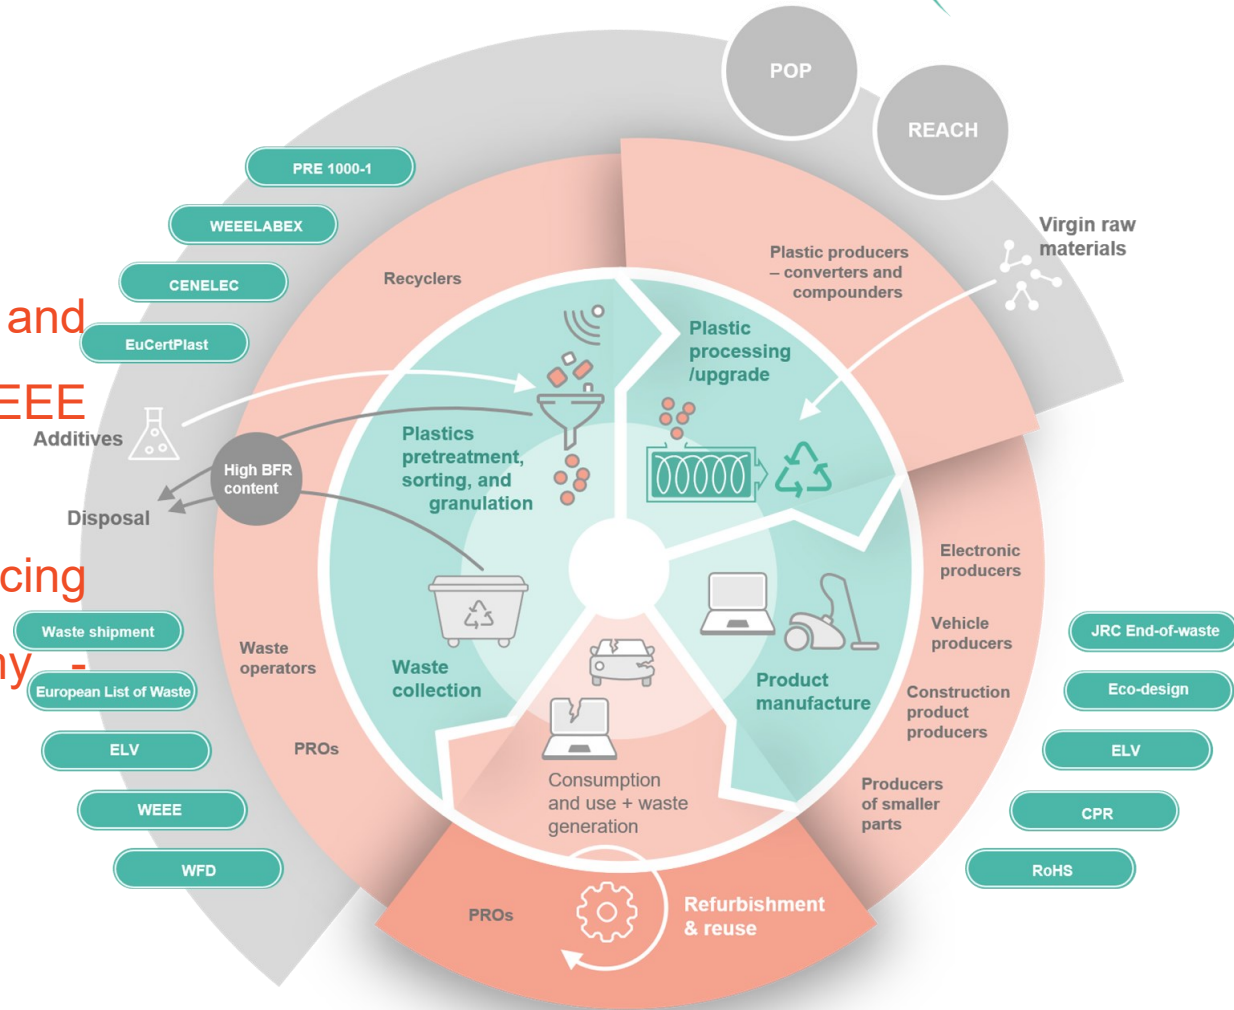 POP
REACH
PRE 1000-1
WEEELABEX
CENELEC
EuCertPlast
and
EEE
cing
ny -
Additives
Disposal
High BFR
content
Virgin raw
materials
Recyclers
Plastic producers
– converters and
compounders
Plastic
processing
/upgrade
Plastics
pretreatment,
sorting, and
granulation
Electronic
producers
Vehicle
producers
Construction
product
producers
Producers
of smaller
parts
Waste
operators
PROs
Waste
collection
Product
manufacture
Consumption
and use + waste
generation
PROs
Refurbishment
& reuse
Waste shipment
European List of Waste
ELV
WEEE
WFD
JRC End-of-waste
Eco-design
ELV
CPR
RoHS